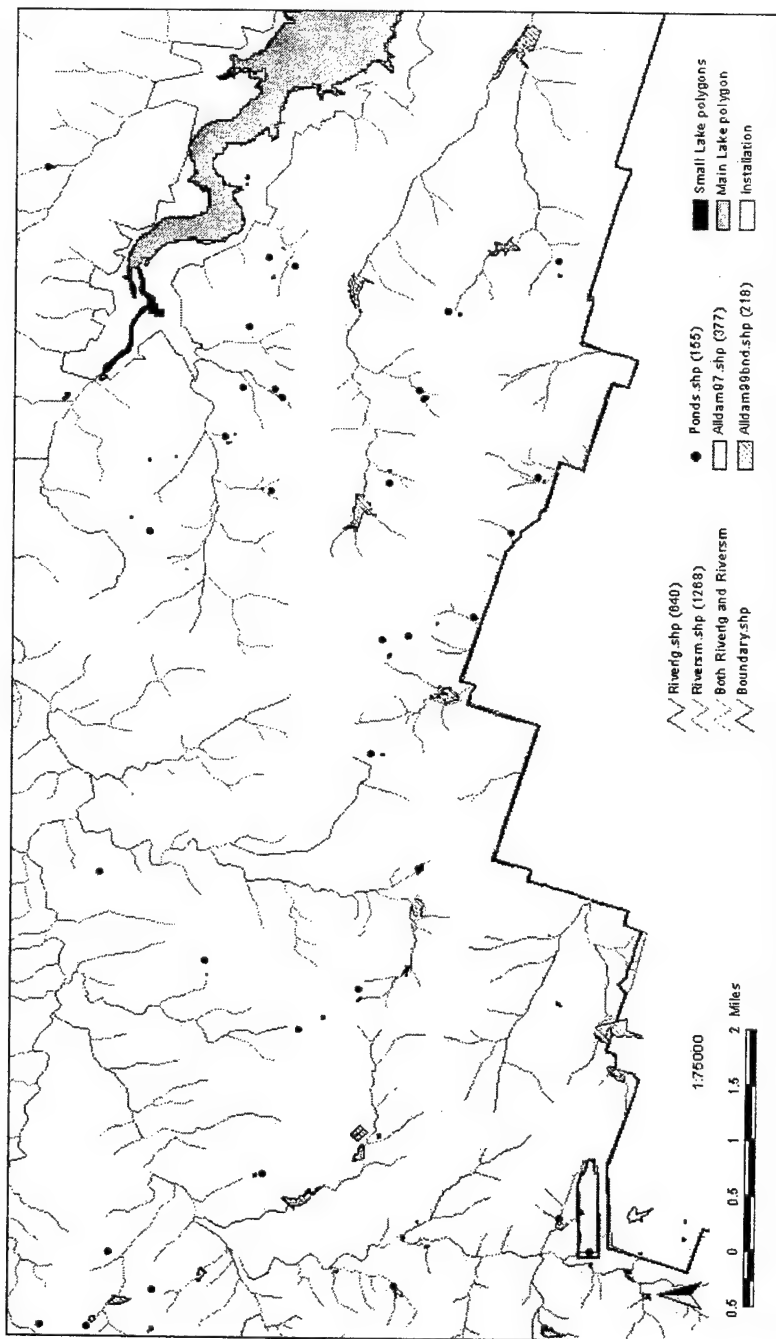 Riverlg.shp (640)
Riversm.shp (1268)
Both Riverlg and Riversm
Boundary.shp
Ponds.shp (155)
Alldam97.shp (377)
Alldam99bnd.shp (218)
Small Lake polygons
Main Lake polygon
Installation
1:75000
0.5 0 0.5 1 1.5 2 Miles